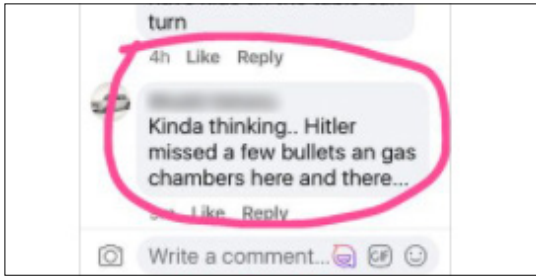 turn
4h Like Reply
Kinda thinking.. Hitler
missed a few bullets an gas
chambers here and there...
Like Reply
Write a comment...
GIF